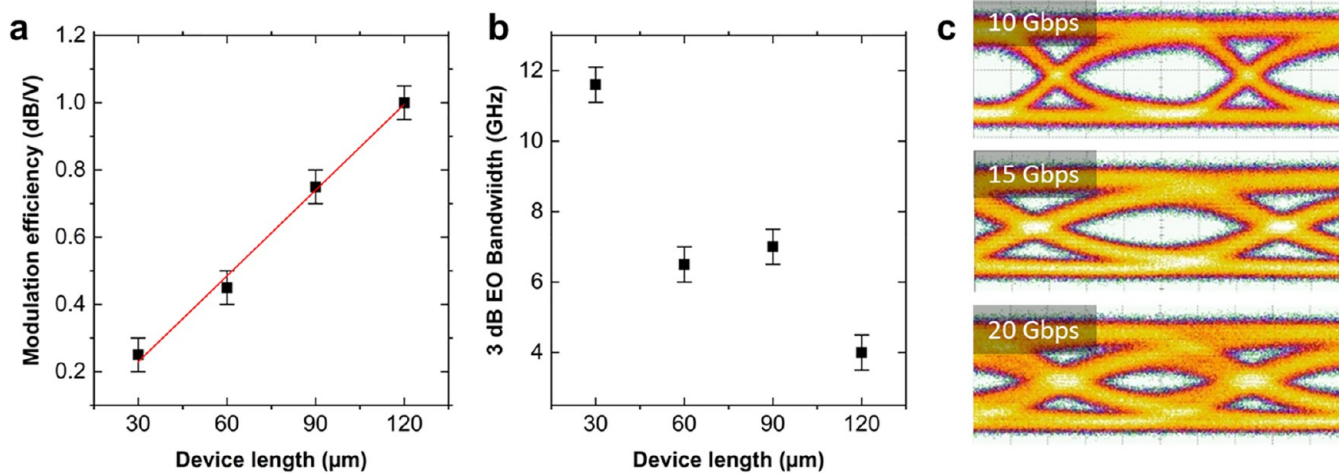 a
1.2
1.0
0.8
0.6
0.4
0.2
Modulation efficiency (dB/V)
30 60 90 120
Device length (µm)
b
12
10
8
6
4
3 dB EO Bandwiidth (GHz)
30 60 90 120
Device length (µm)
c
10 Gbps
15 Gbps
20 Gbps